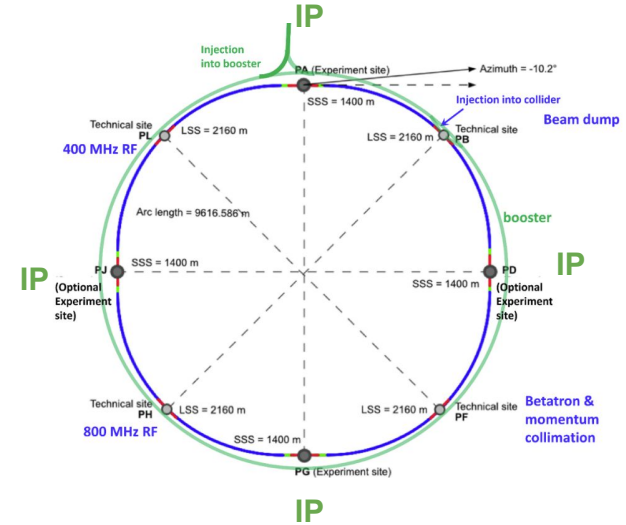 IP
Injection
into booster
PA (Experiment site)
Azimuth = -10.2°
SSS = 1400 m
Injection into collider
Beam dump
Technical site
PL
LSS = 2160 m
400 MHz RF
LSS = 2160 m
Technical site
PB
Arc length = 9616.586 m
booster
IP
PJ
SSS = 1400 m
(Optional
Experiment
site)
SSS = 1400 m
PD
IP
(Optional
Experiment
site)
Technical site
PH
LSS = 2160 m
800 MHz RF
LSS = 2160 m
Technical site
PF
Betatron &
momentum
collimation
SSS = 1400 m
PG (Experiment site)
IP